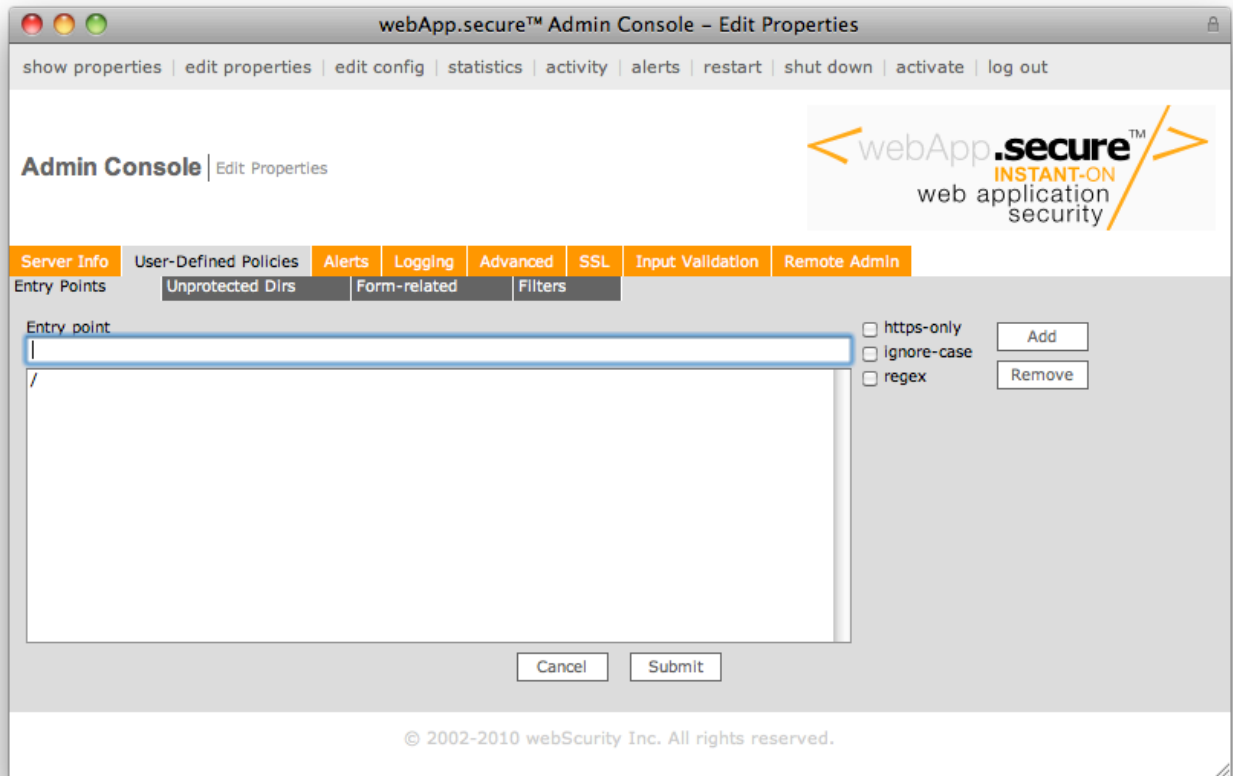 webApp.secure™ Admin Console – Edit Properties
show properties | edit properties | edit config | statistics | activity | alerts | restart | shut down | activate | log out
<webApp.secure™/>
INSTANT-ON
web application
security
Admin Console | Edit Properties
Server Info User-Defined Policies Alerts Logging Advanced SSL Input Validation Remote Admin
Entry Points Unprotected Dirs Form-related Filters
Entry point
https-only
Add
ignore-case
/
regex
Remove
Cancel Submit
© 2002-2010 webScurity Inc. All rights reserved.